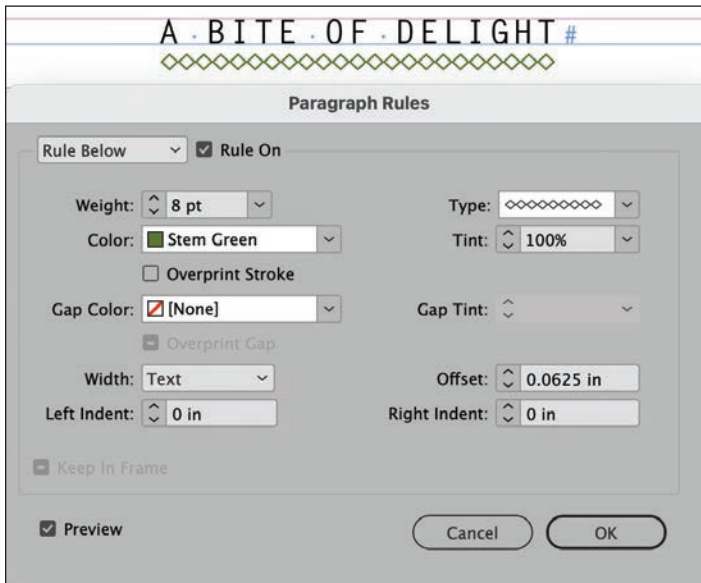 A · BITE · OF · DELIGHT #
Paragraph Rules
Rule Below Rule On
Weight: 8 pt Type:
Color: Stem Green Tint: 100%
Overprint Stroke
Gap Color: [None] Gap Tint:
Overprint Gap
Width: Text Offset: 0.0625 in
Left Indent: 0 in Right Indent: 0 in
Keep In Frame
Preview Cancel OK